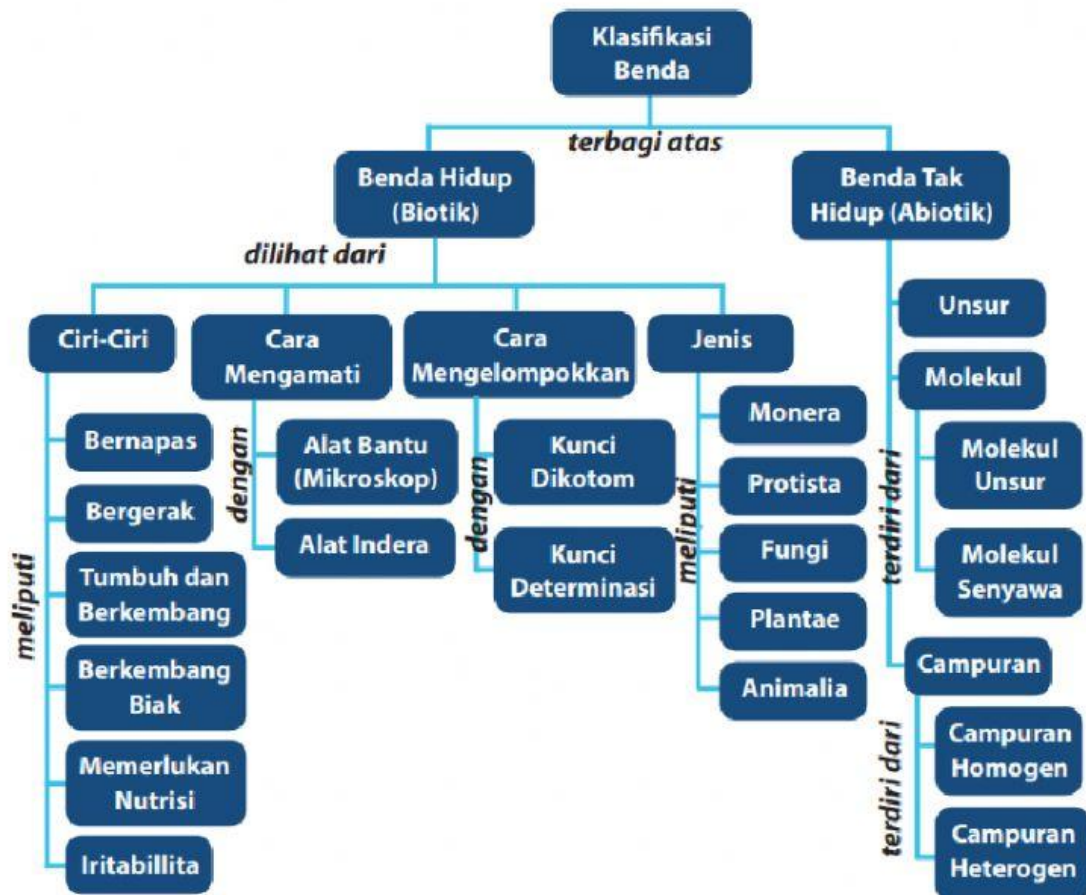 Klasifikasi
Benda
terbagi atas
Benda Hidup
(Biotik)
Benda Tak
Hidup (Abiotik)
dilihat dari
Ciri-Ciri
Cara
Mengamati
Cara
Mengelompokkan
Jenis
meliputi
Bernapas
Bergerak
Tumbuh dan
Berkembang
Berkembang
Biak
Memerlukan
Nutrisi
Iritabillita
dengan
Alat Bantu
(Mikroskop)
Alat Indera
dengan
Kunci
Dikotom
Kunci
Determinasi
meliputi
Monera
Protista
Fungi
Plantae
Animalia
terdiri dari
Unsur
Molekul
Molekul
Unsur
Molekul
Senyawa
Campuran
terdiri dari
Campuran
Homogen
Campuran
Heterogen